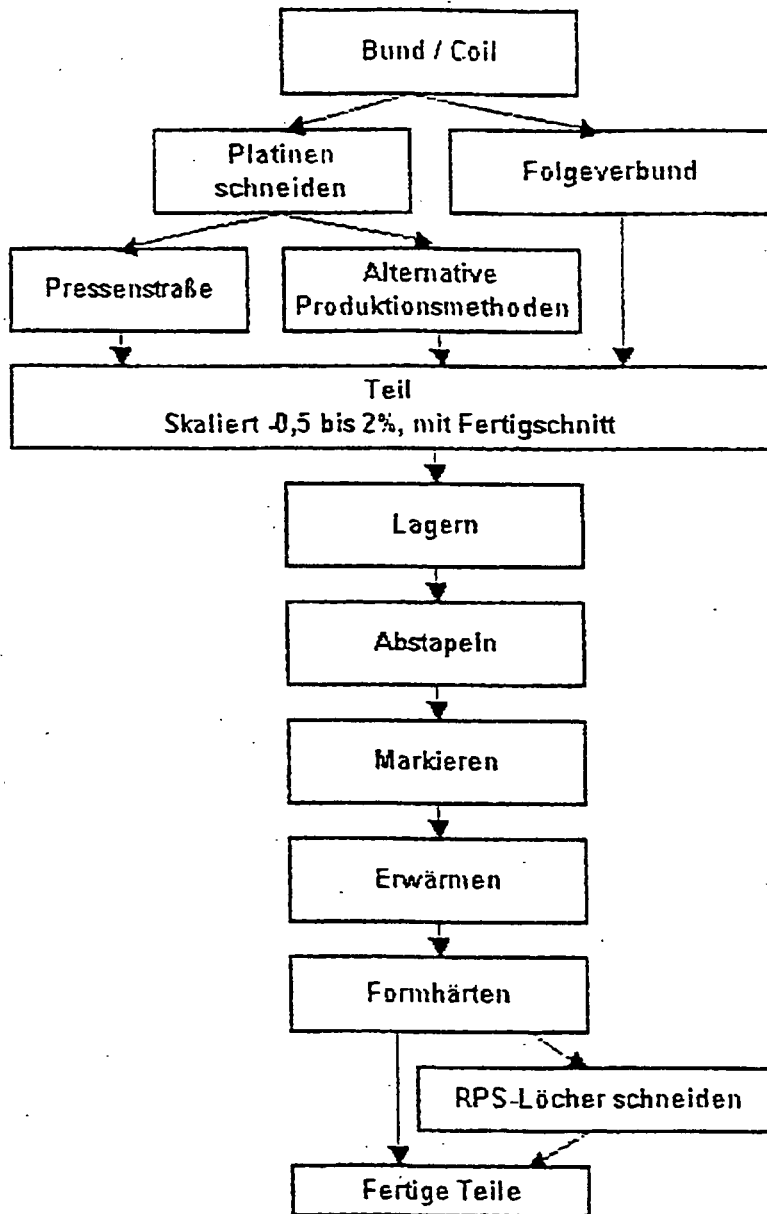 Bund / Coil
Platinen
schneiden
Folgeverbund
Pressenstraße
Alternative
Produktionsmethoden
Teil
Skaliert -0,5 bis 2%, mit Fertigschnitt
Lagern
Abstapeln
Markieren
Erwärmen
Formhärten
RPS-Löcher schneiden
Fertige Teile